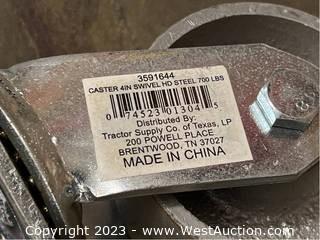 3591644
CASTER 4IN SWIVEL HD STEEL 700 LBS
0 74523 01304 5
Distributed By:
Tractor Supply Co. of Texas, LP
200 POWELL PLACE
BRENTWOOD, TN 37027
MADE IN CHINA
Copyright 2023 - WestAuction.com